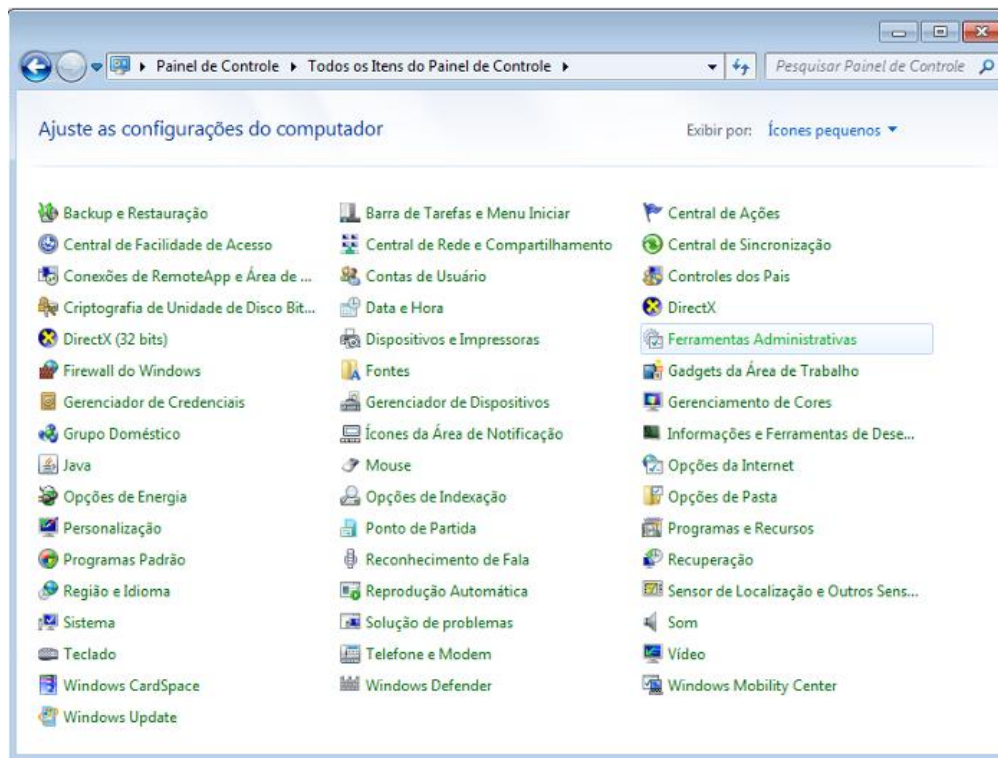 Painel de Controle Todos os Itens do Painel de Controle Pesquisar Painel de Controle
Ajuste as configurações do computador Exibir por: Ícones pequenos
Backup e Restauração Barra de Tarefas e Menu Iniciar Central de Ações
Central de Facilidade de Acesso Central de Rede e Compartilhamento Central de Sincronização
Conexões de RemoteApp e Área de ... Contas de Usuário Controles dos Pais
Criptografia de Unidade de Disco Bit... Data e Hora DirectX
DirectX (32 bits) Dispositivos e Impressoras Ferramentas Administrativas
Firewall do Windows Fontes Gadgets da Área de Trabalho
Gerenciador de Credenciais Gerenciador de Dispositivos Gerenciamento de Cores
Grupo Doméstico Ícones da Área de Notificação Informações e Ferramentas de Dese...
Java Mouse Opções da Internet
Opções de Energia Opções de Indexação Opções de Pasta
Personalização Ponto de Partida Programas e Recursos
Programas Padrão Reconhecimento de Fala Recuperação
Região e Idioma Reprodução Automática Sensor de Localização e Outros Sens...
Sistema Solução de problemas Som
Teclado Telefone e Modem Vídeo
Windows CardSpace Windows Defender Windows Mobility Center
Windows Update